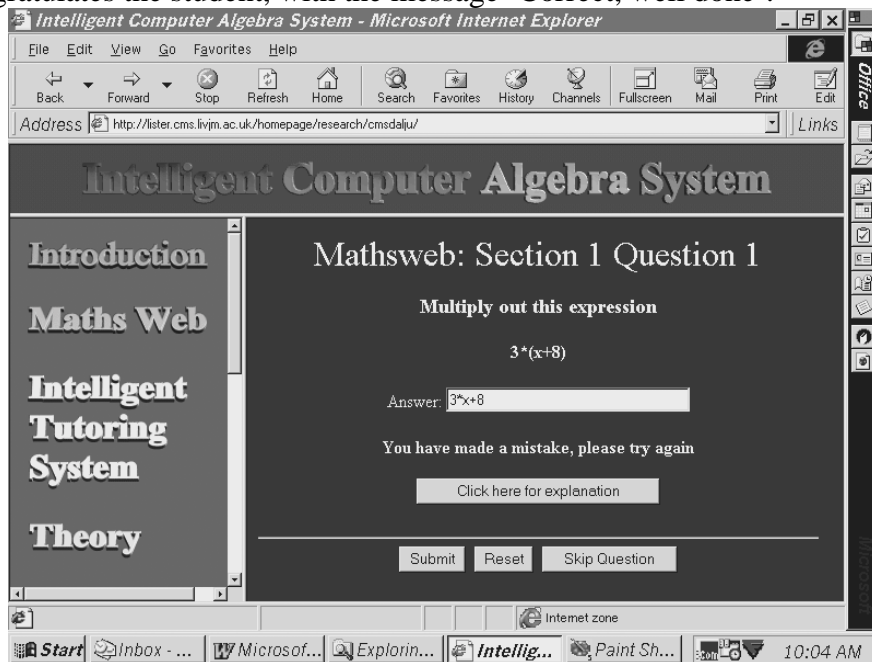 gratulates the student, with the message "Correct, well done".
Intelligent Computer Algebra System - Microsoft Internet Explorer
File Edit View Go Favorites Help
Back Forward Stop Refresh Home Search Favorites History Channels Fullscreen Mail Print Edit
Address http://lister.cms.livjm.ac.uk/homepage/research/cmsdalju/ Links
Office
Intelligent Computer Algebra System
Introduction
Maths Web
Intelligent
Tutoring
System
Theory
Mathsweb: Section 1 Question 1
Multiply out this expression
3*(x+8)
Answer: 3*x+8
You have made a mistake, please try again
Click here for explanation
Submit Reset Skip Question
Microsoft
Internet zone
Start Inbox - ... Microsof... Explorin... Intellig... Paint Sh... 10:04 AM